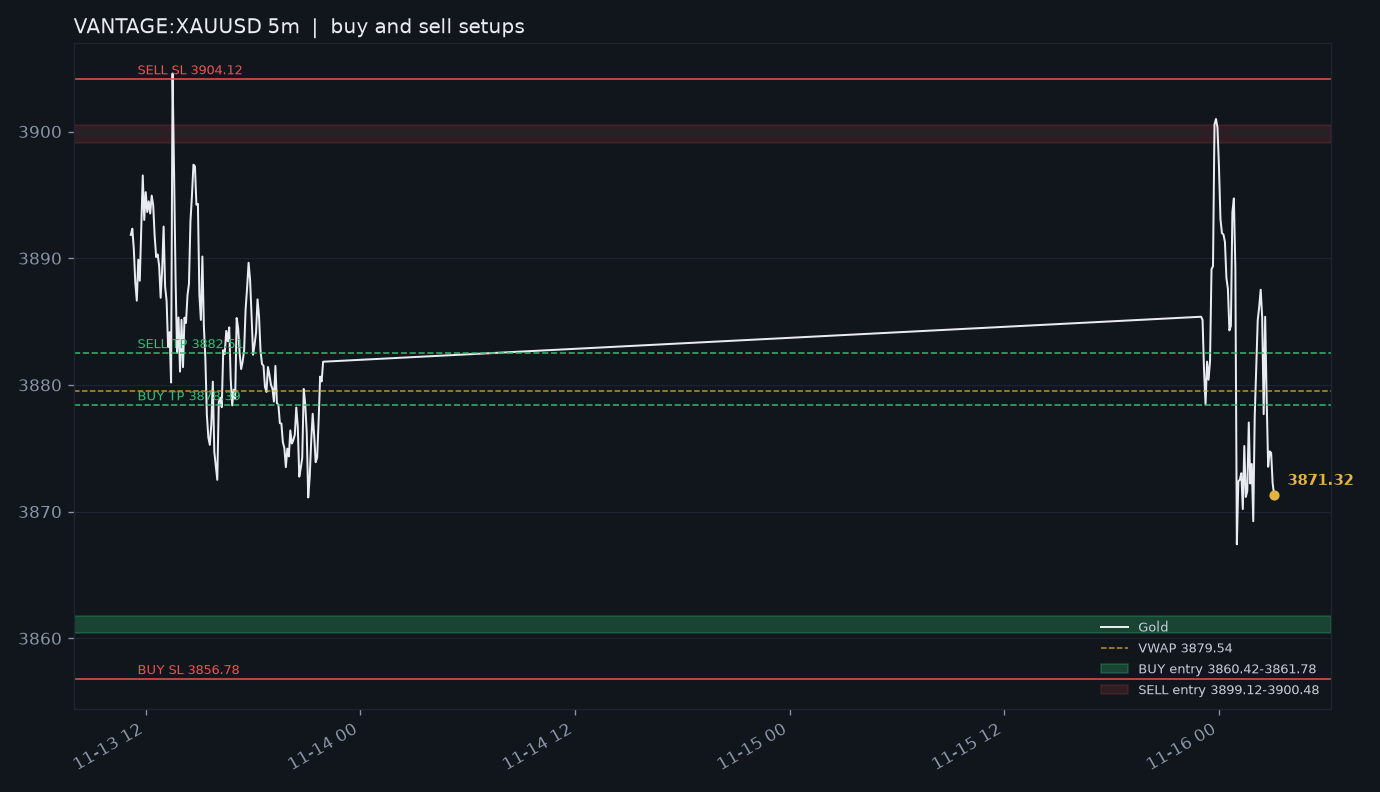 VANTAGE:XAUUSD 5m | buy and sell setups
SELL SL 3904.12
3900
3890
SELL TP 3882.51
3880
BUY TP 3878.39
3871.32
3870
3860
Gold
VWAP 3879.54
BUY SL 3856.78
BUY entry 3860.42-3861.78
SELL entry 3899.12-3900.48
11-13 12
11-14 00
11-14 12
11-15 00
11-15 12
11-16 00